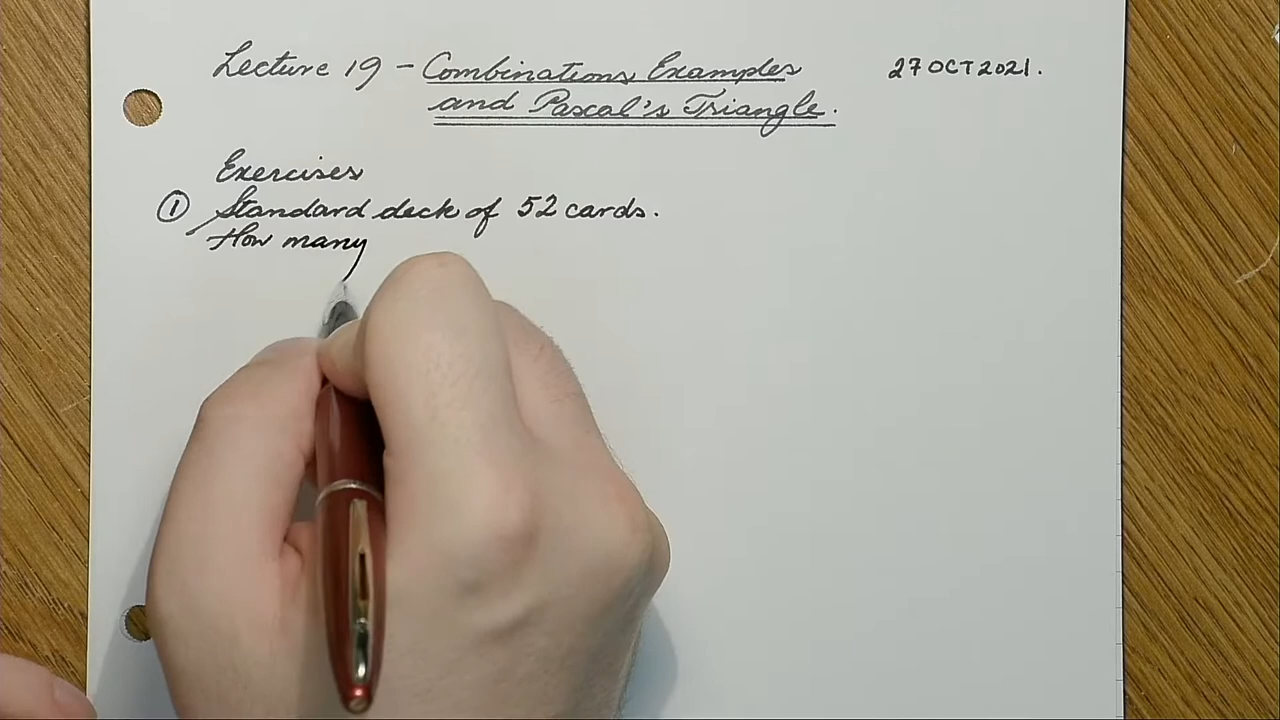 Lecture 19 - Combinations Examples 27 OCT 2021.
and Pascal's Triangle.
Exercises
① Standard deck of 52 cards.
How many